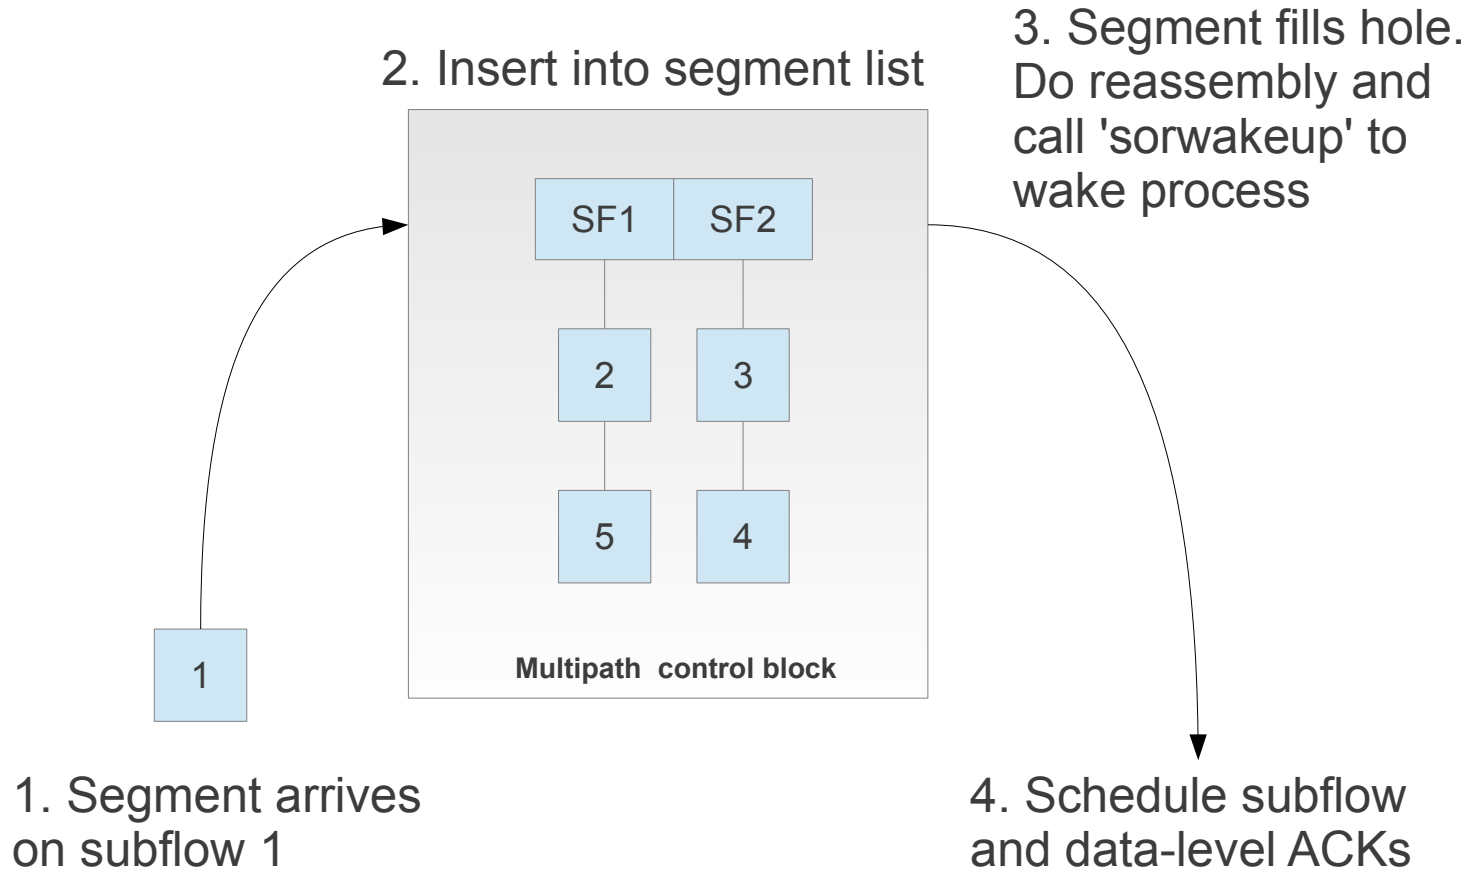 3. Segment fills hole.
Do reassembly and
call 'sorwakeup' to
wake process
2. Insert into segment list
SF1 SF2
2 3
5 4
Multipath control block
1
1. Segment arrives
on subflow 1
4. Schedule subflow
and data-level ACKs